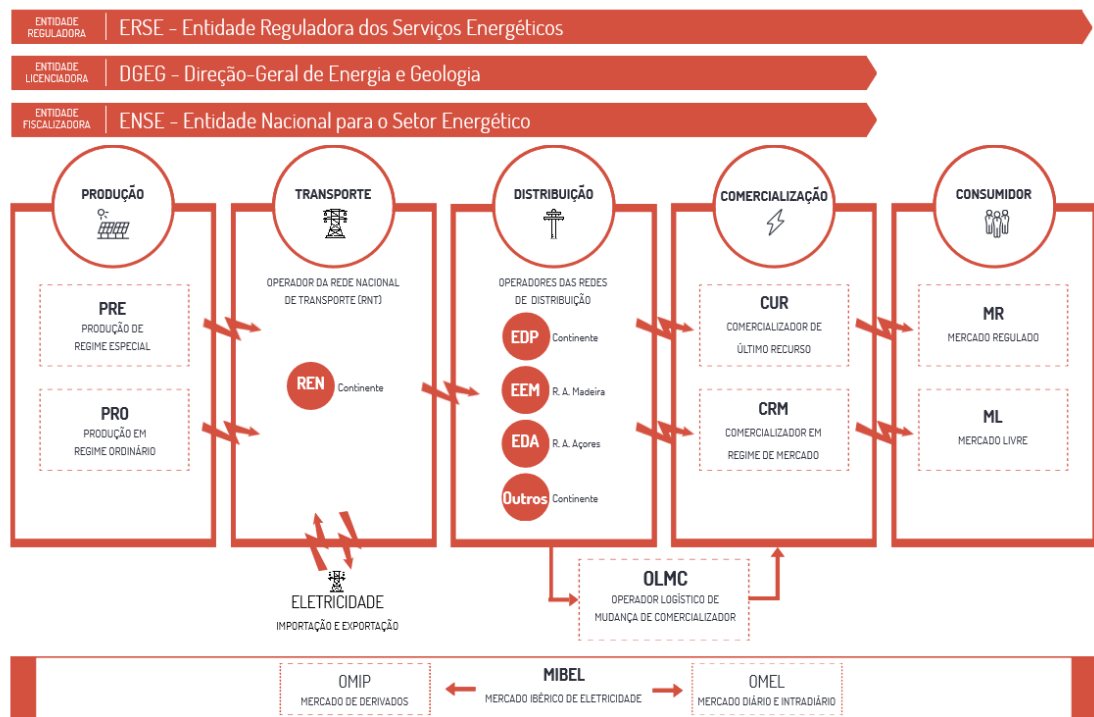 ENTIDADE
REGULADORA
ERSE - Entidade Reguladora dos Serviços Energéticos
ENTIDADE
LICENCIADORA
DGEG - Direção-Geral de Energia e Geologia
ENTIDADE
FISCALIZADORA
ENSE - Entidade Nacional para o Setor Energético
PRODUÇÃO
PRE
PRODUÇÃO DE
REGIME ESPECIAL
PRO
PRODUÇÃO EM
REGIME ORDINÁRIO
TRANSPORTE
OPERADOR DA REDE NACIONAL
DE TRANSPORTE (RNT)
REN Continente
ELETRICIDADE
IMPORTAÇÃO E EXPORTAÇÃO
DISTRIBUIÇÃO
OPERADORES DAS REDES
DE DISTRIBUIÇÃO
EDP Continente
EEM R. A. Madeira
EDA R. A. Açores
Outros Continente
OLMC
OPERADOR LOGÍSTICO DE
MUDANÇA DE COMERCIALIZADOR
COMERCIALIZAÇÃO
CUR
COMERCIALIZADOR DE
ÚLTIMO RECURSO
CRM
COMERCIALIZADOR EM
REGIME DE MERCADO
CONSUMIDOR
MR
MERCADO REGULADO
ML
MERCADO LIVRE
OMIP
MERCADO DE DERIVADOS
MIBEL
MERCADO IBÉRICO DE ELETRICIDADE
OMEL
MERCADO DIÁRIO E INTRADIÁRIO